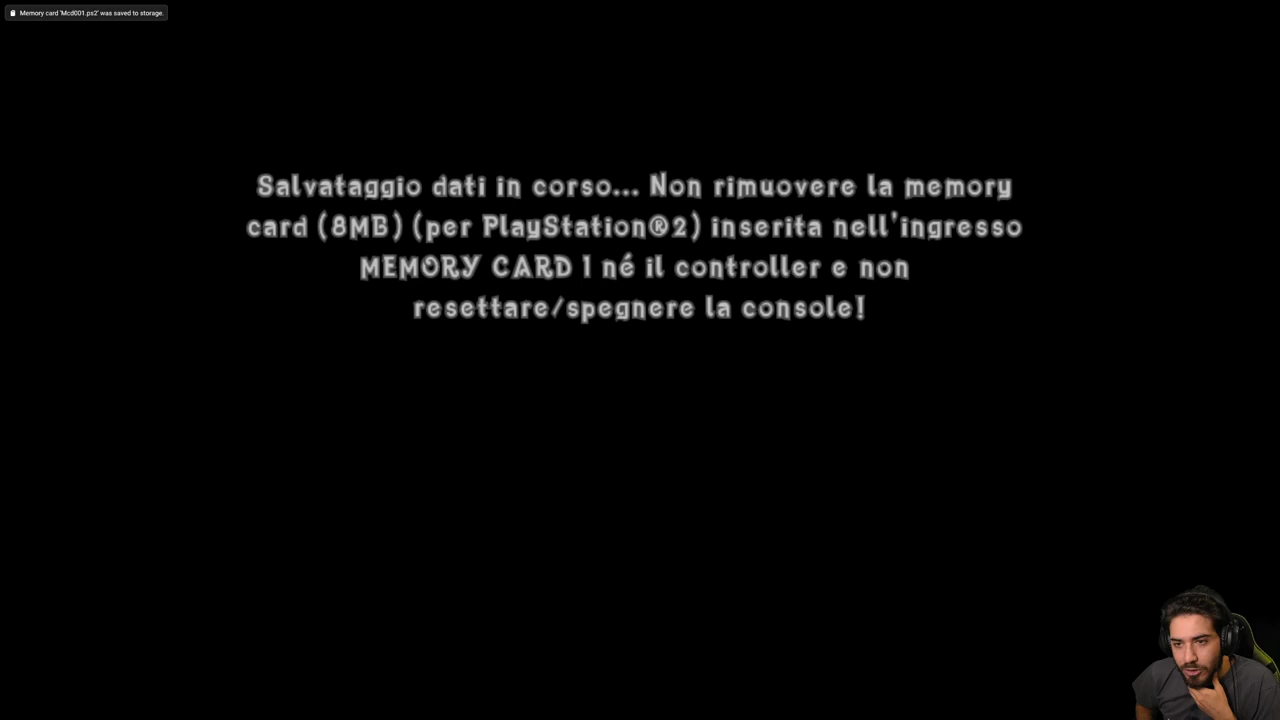 Memory card 'Mcd001.ps2' was saved to storage.
Salvataggio dati in corso... Non rimuovere la memory
card (8MB) (per PlayStation®2) inserita nell'ingresso
MEMORY CARD 1 né il controller e non
resettare/spegnere la console!